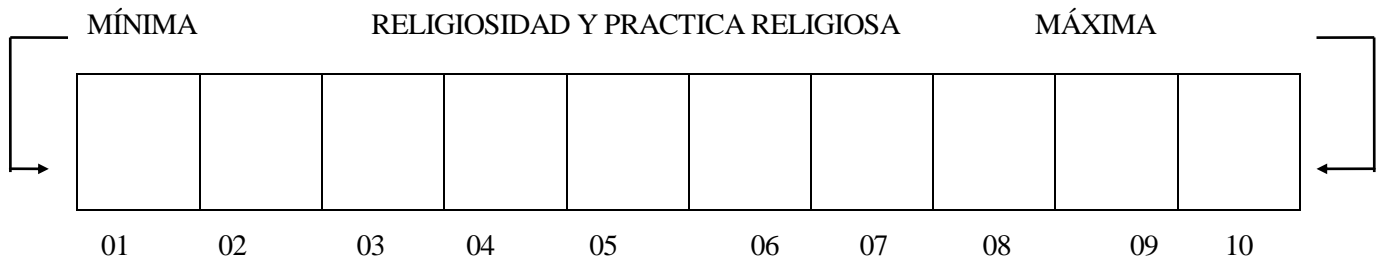 MÍNIMA RELIGIOSIDAD Y PRACTICA RELIGIOSA MÁXIMA
01 02 03 04 05 06 07 08 09 10